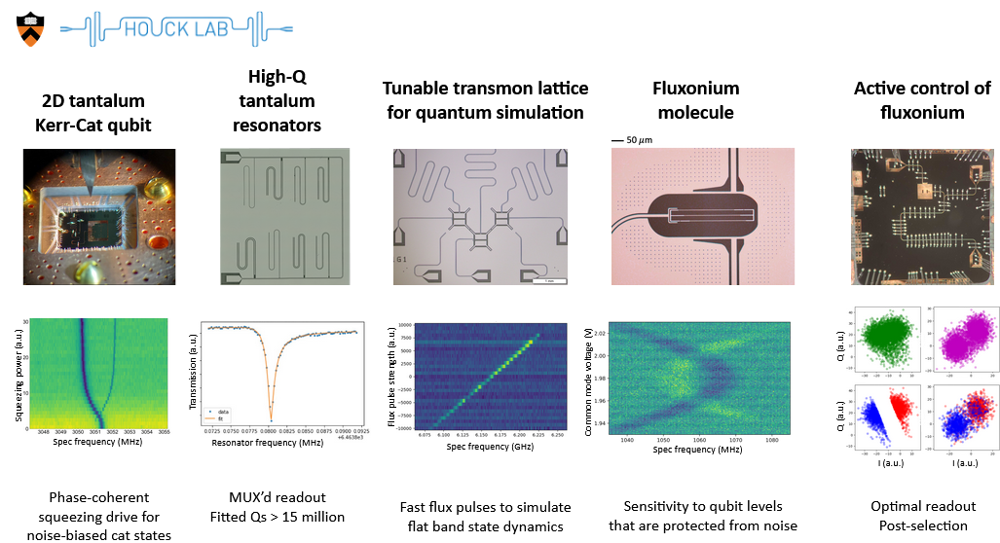 HOUCK LAB
2D tantalum
Kerr-Cat qubit
High-Q
tantalum
resonators
Tunable transmon lattice
for quantum simulation
Fluxonium
molecule
Active control of
fluxonium
50 μm
G1
1 mm
Squeezing power (a.u.)
30
20
10
0
3048 3049 3050 3051 3052 3053 3054 3055
Spec frequency (MHz)
Transmission (a.u.)
data
fit
0.0725 0.0750 0.0775 0.0800 0.0825 0.0850 0.0875 0.0900 0.0925
+6.4638e3
Resonator frequency (MHz)
Flux pulse strength (a.u.)
10000
7500
5000
2500
0
−2500
−5000
−7500
−10000
6.075 6.100 6.125 6.150 6.175 6.200 6.225 6.250
Spec frequency (GHz)
Common mode voltage (V)
2.02
2.00
1.98
1.96
1.94
1040 1050 1060 1070 1080
Spec frequency (MHz)
Q (a.u.)
Q (a.u.)
I (a.u.)
I (a.u.)
Phase-coherent
squeezing drive for
noise-biased cat states
MUX’d readout
Fitted Qs > 15 million
Fast flux pulses to simulate
flat band state dynamics
Sensitivity to qubit levels
that are protected from noise
Optimal readout
Post-selection